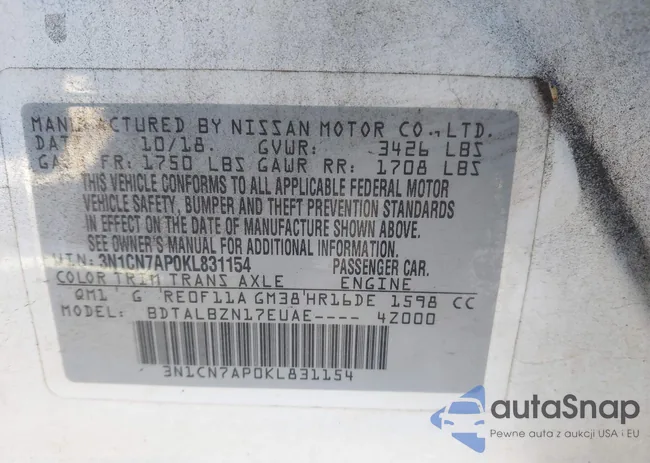 MANUFACTURED BY NISSAN MOTOR CO., LTD.
DATE 10/18. GVWR: 3426 LBS
GA FR: 1750 LBS GAWR RR: 1708 LBS
THIS VEHICLE CONFORMS TO ALL APPLICABLE FEDERAL MOTOR
VEHICLE SAFETY, BUMPER AND THEFT PREVENTION STANDARDS
IN EFFECT ON THE DATE OF MANUFACTURE SHOWN ABOVE.
SEE OWNER'S MANUAL FOR ADDITIONAL INFORMATION.
V.I.N.: 3N1CN7AP0KL831154 PASSENGER CAR.
COLOR TRIM TRANS AXLE ENGINE
QM1 G RE0F11A GM38 HR16DE 1598 CC
MODEL: BDTALBZN17EUAE---- 42000
3N1CN7AP0KL831154
autaSnap
Pewne auta z aukcji USA i EU